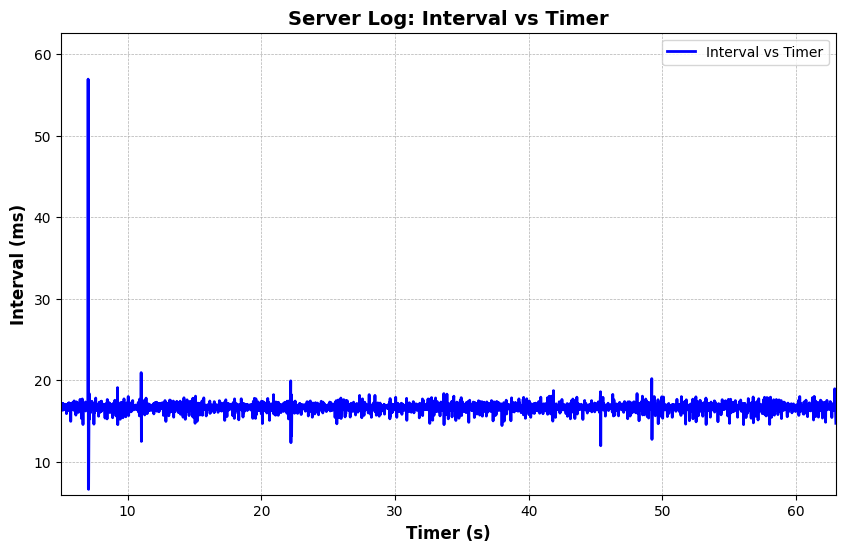 Server Log: Interval vs Timer
Interval vs Timer
60
50
40
30
20
10
Interval (ms)
10 20 30 40 50 60
Timer (s)